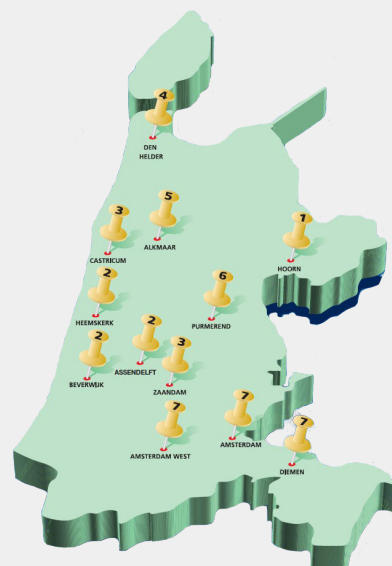 4
DEN
HELDER
5
ALKMAAR
3
CASTRICUM
1
HOORN
2
HEEMSKERK
6
PURMEREND
2
BEVERWIJK
2
ASSENDELFT
3
ZAANDAM
7
AMSTERDAM WEST
7
AMSTERDAM
7
DIEMEN